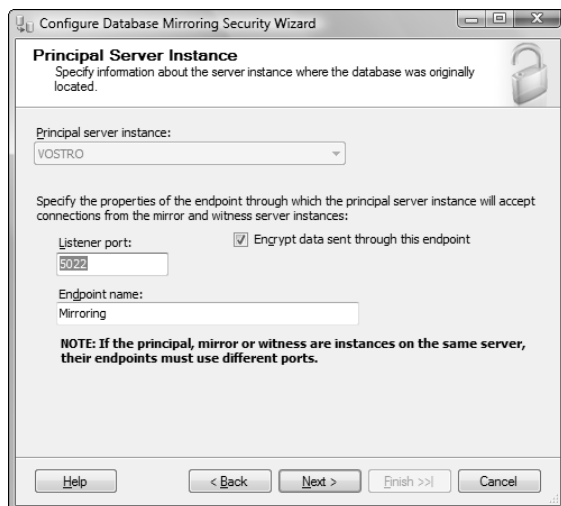 Configure Database Mirroring Security Wizard
Principal Server Instance
Specify information about the server instance where the database was originally
located.
Principal server instance:
VOSTRO
Specify the properties of the endpoint through which the principal server instance will accept
connections from the mirror and witness server instances:
Listener port:
Encrypt data sent through this endpoint
5022
Endpoint name:
Mirroring
NOTE: If the principal, mirror or witness are instances on the same server,
their endpoints must use different ports.
Help < Back Next > Finish >>| Cancel